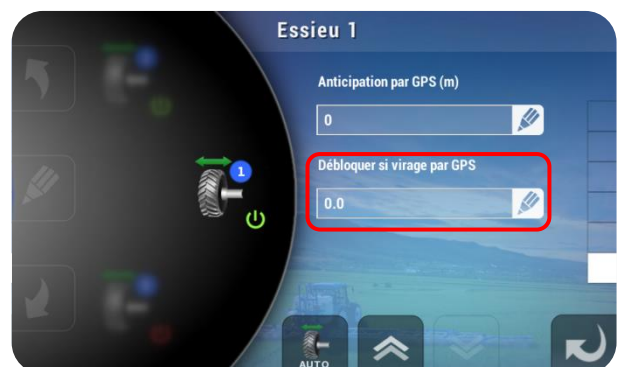 Essieu 1
Anticipation par GPS (m)
0
Débloquer si virage par GPS
0.0
1
AUTO